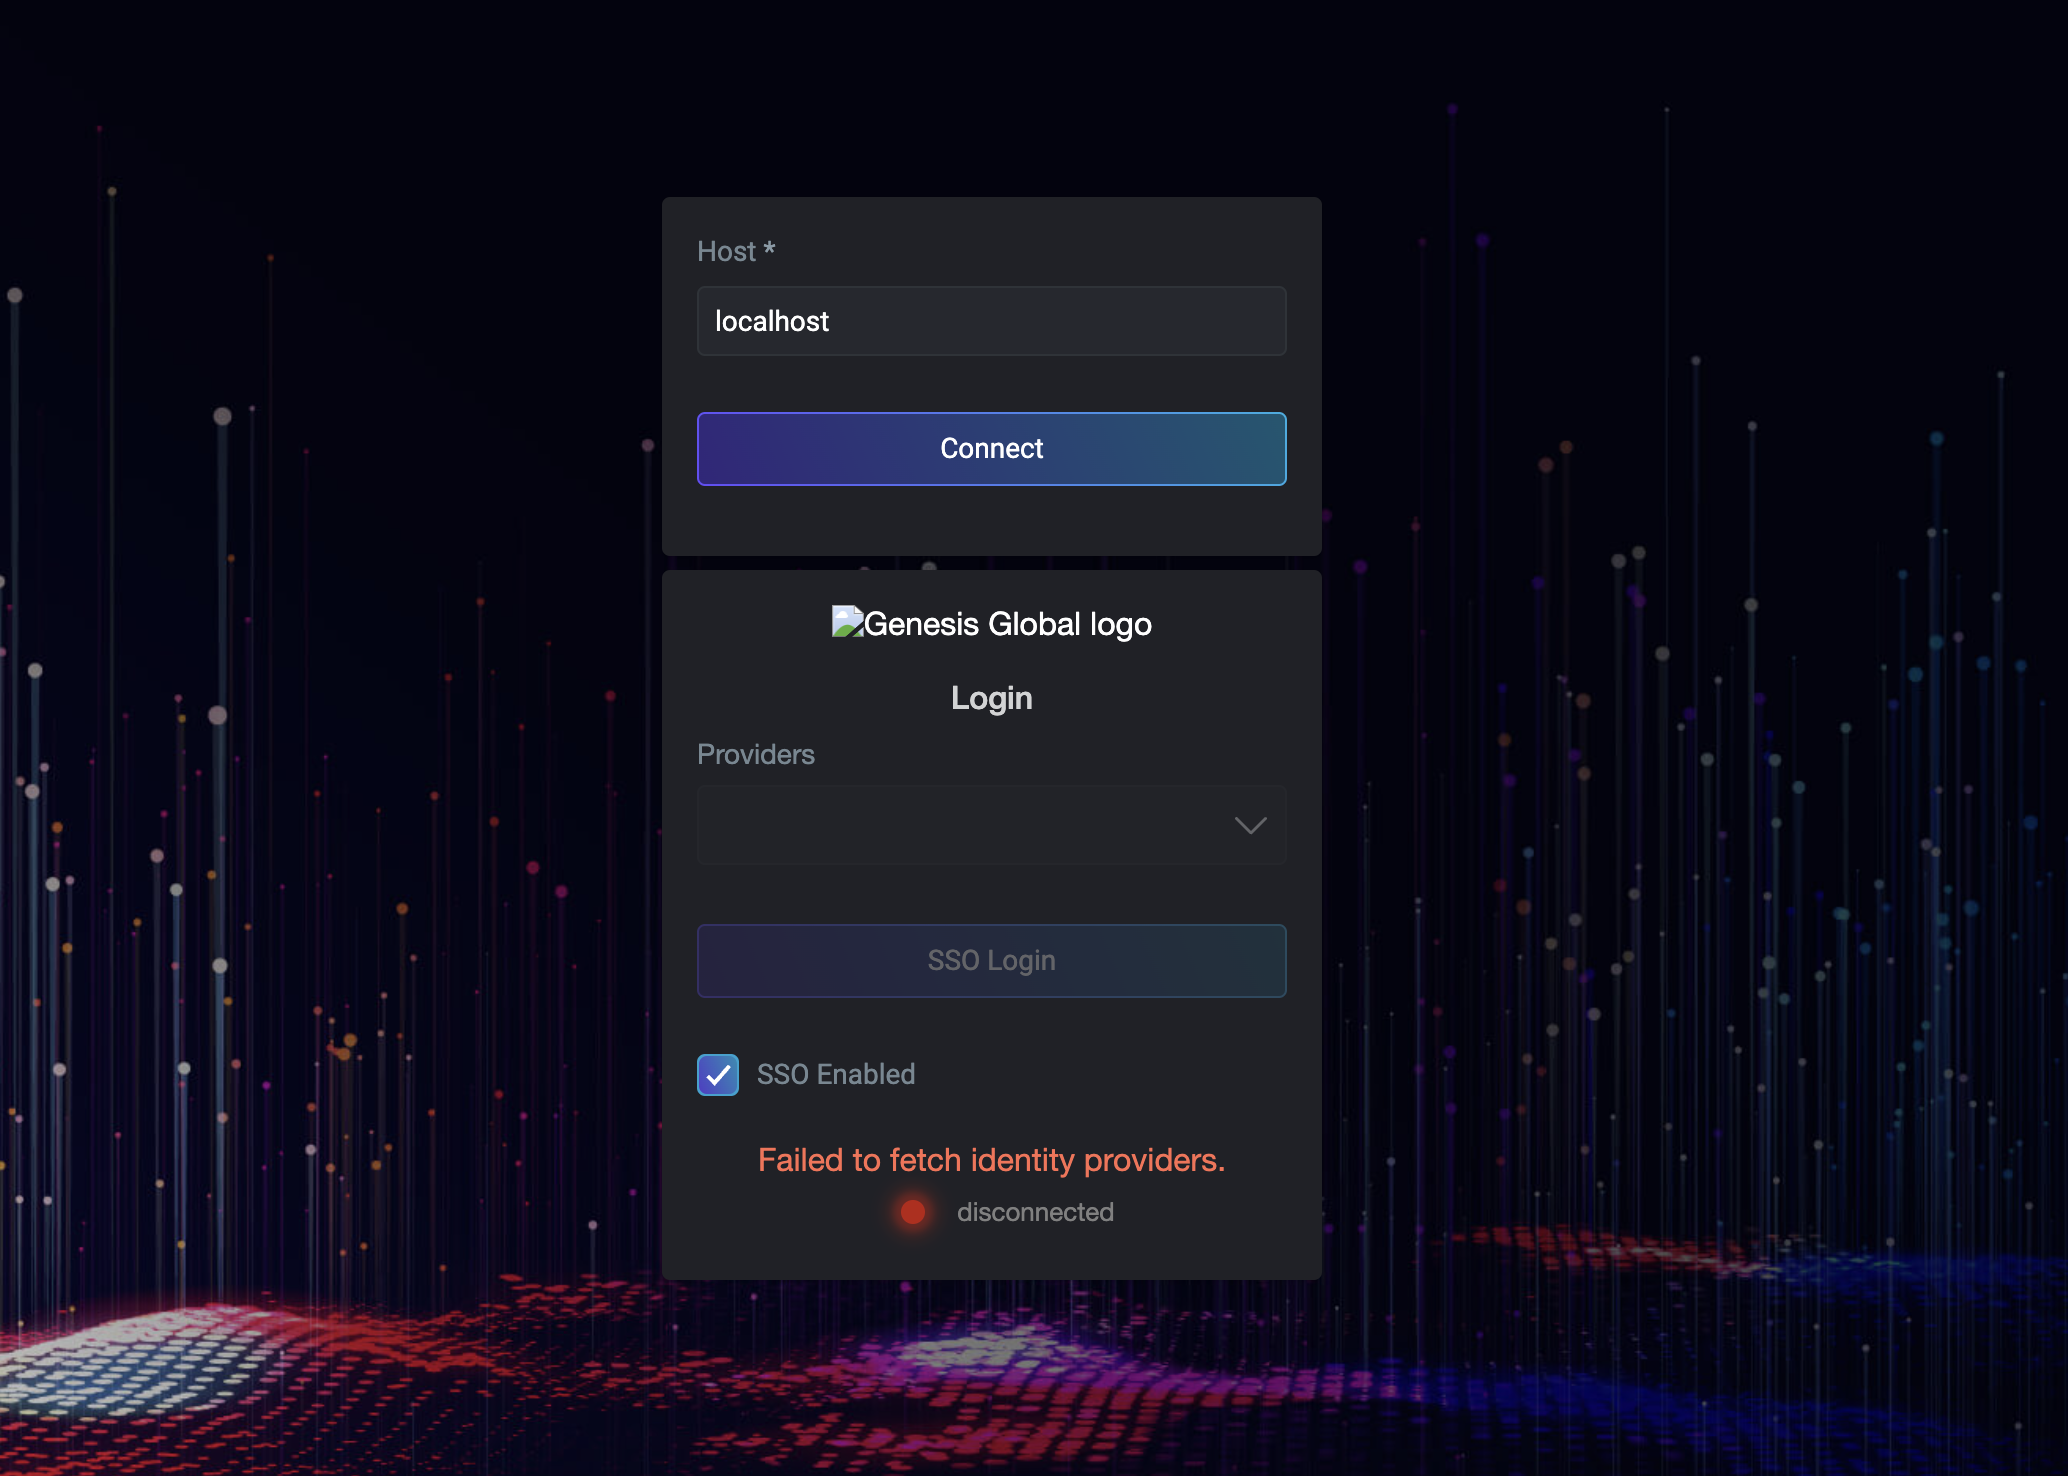 Host *
localhost
Connect
Genesis Global logo
Login
Providers
SSO Login
SSO Enabled
Failed to fetch identity providers.
disconnected